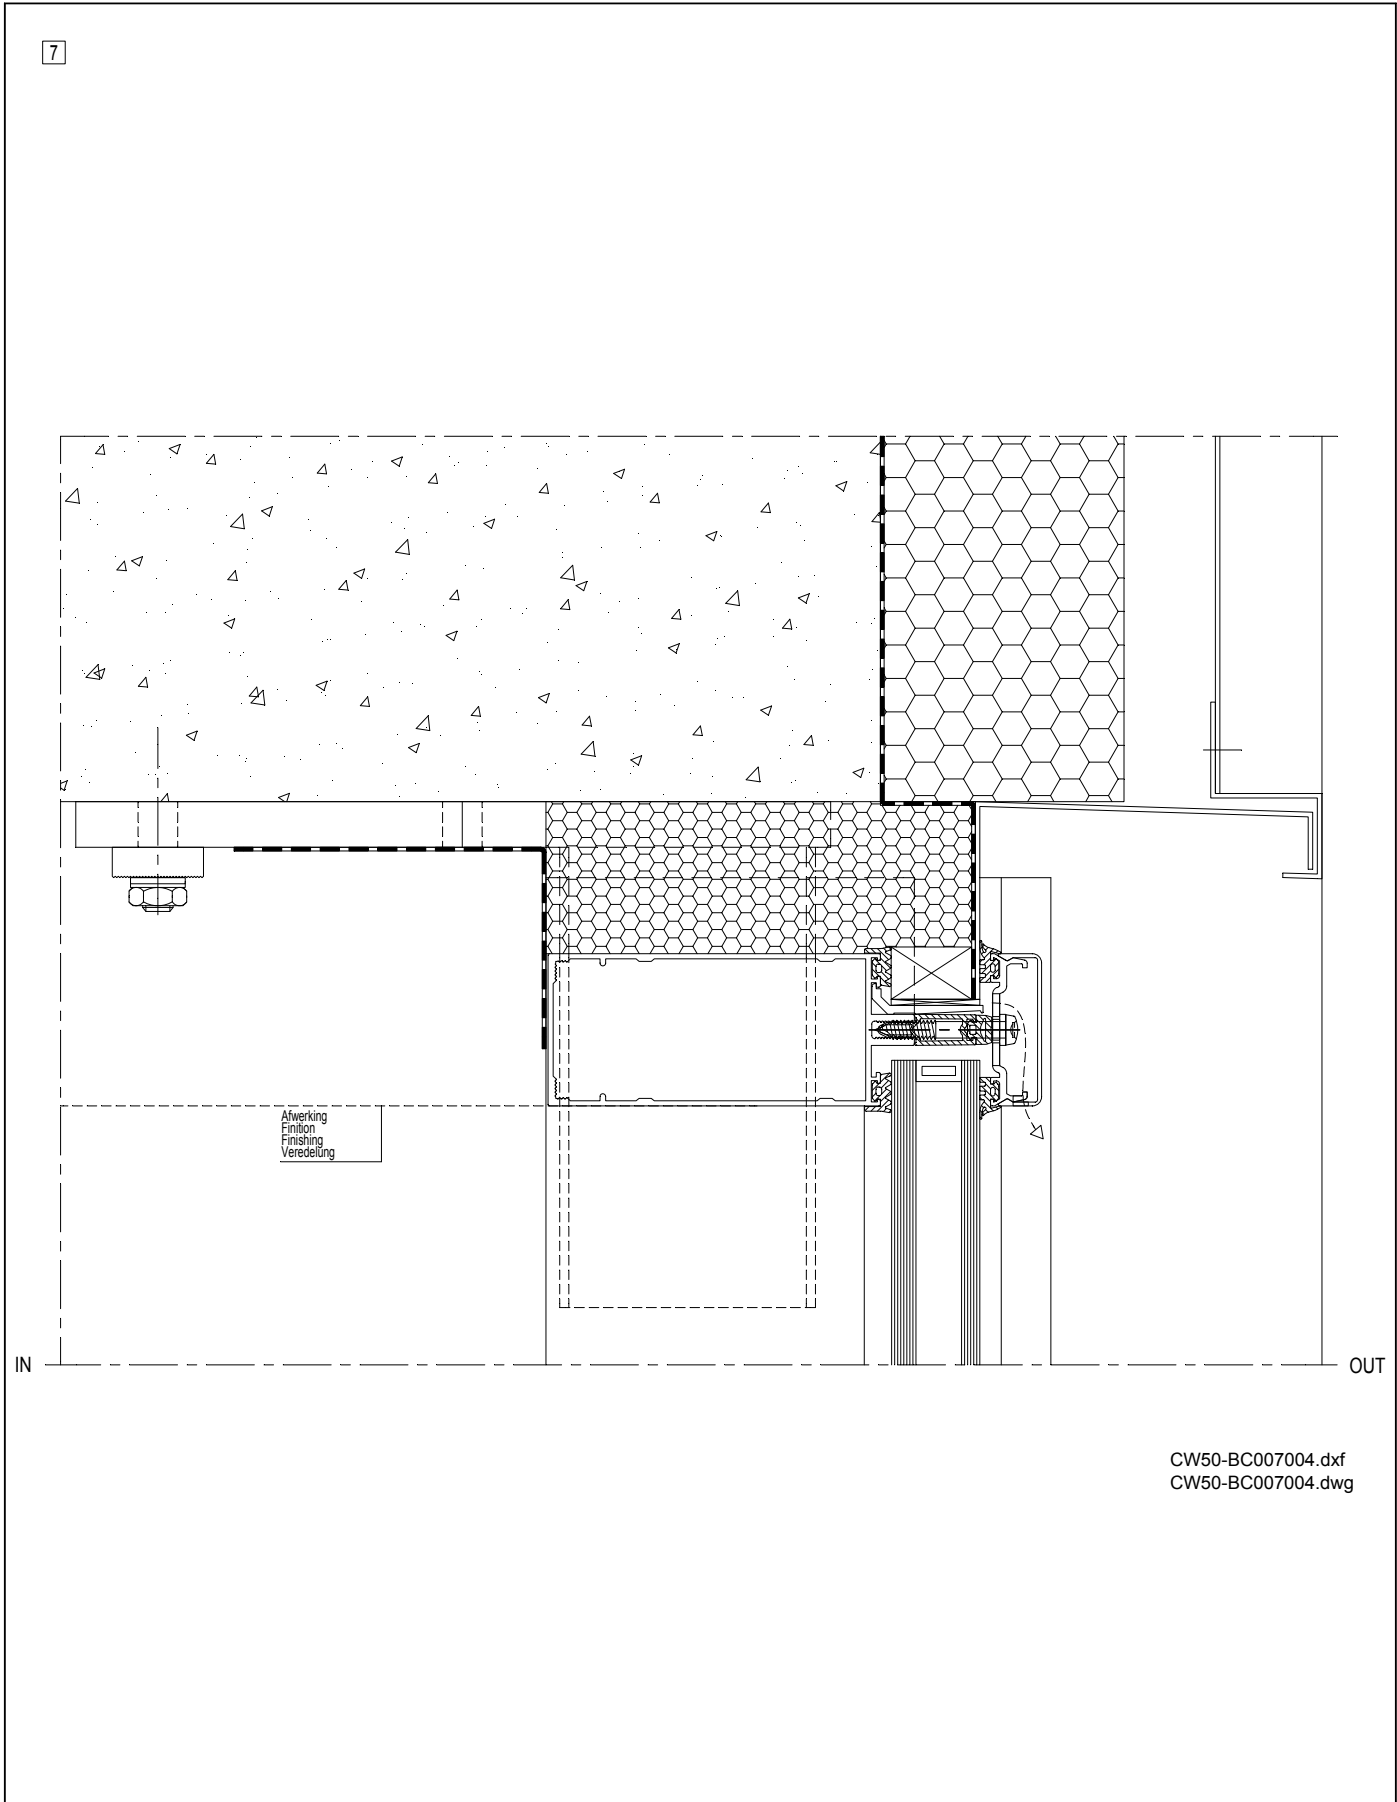 7
Afwerking
Finition
Finishing
Veredelung
IN
OUT
CW50-BC007004.dxf
CW50-BC007004.dwg